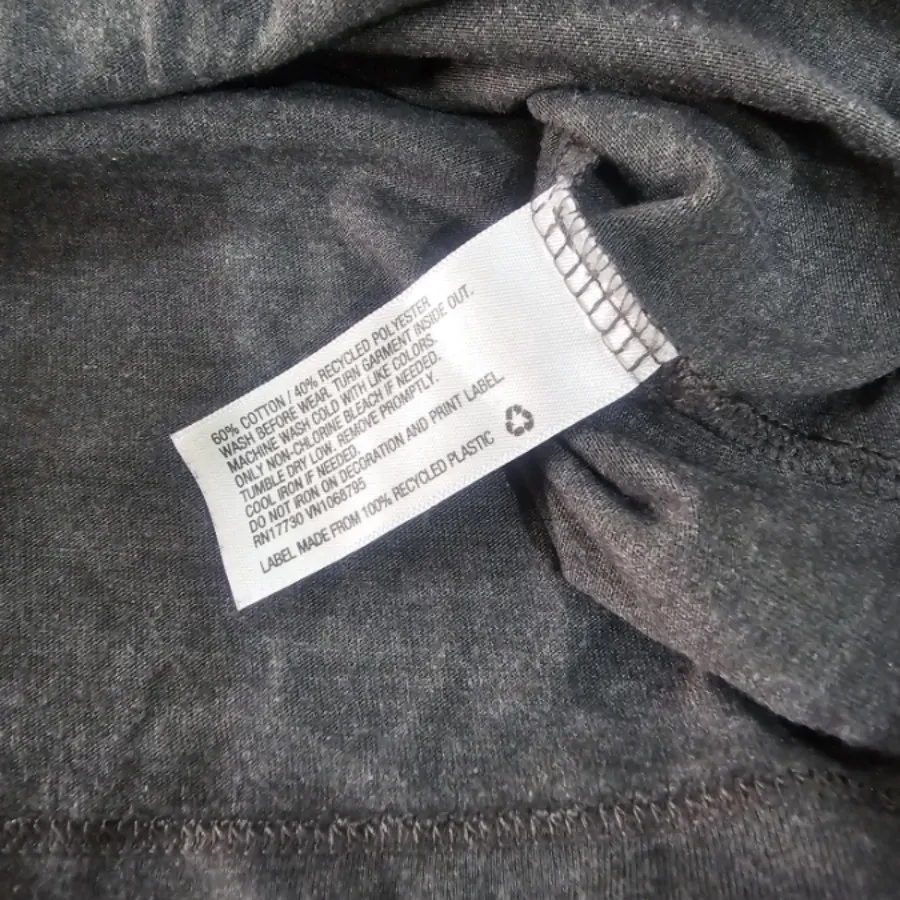 60% COTTON / 40% RECYCLED POLYESTER
WASH BEFORE WEAR. TURN GARMENT INSIDE OUT.
MACHINE WASH COLD WITH LIKE COLORS.
ONLY NON-CHLORINE BLEACH IF NEEDED.
TUMBLE DRY LOW. REMOVE PROMPTLY.
COOL IRON IF NEEDED.
DO NOT IRON ON DECORATION AND PRINT LABEL.
RN17730 VN1068795
LABEL MADE FROM 100% RECYCLED PLASTIC